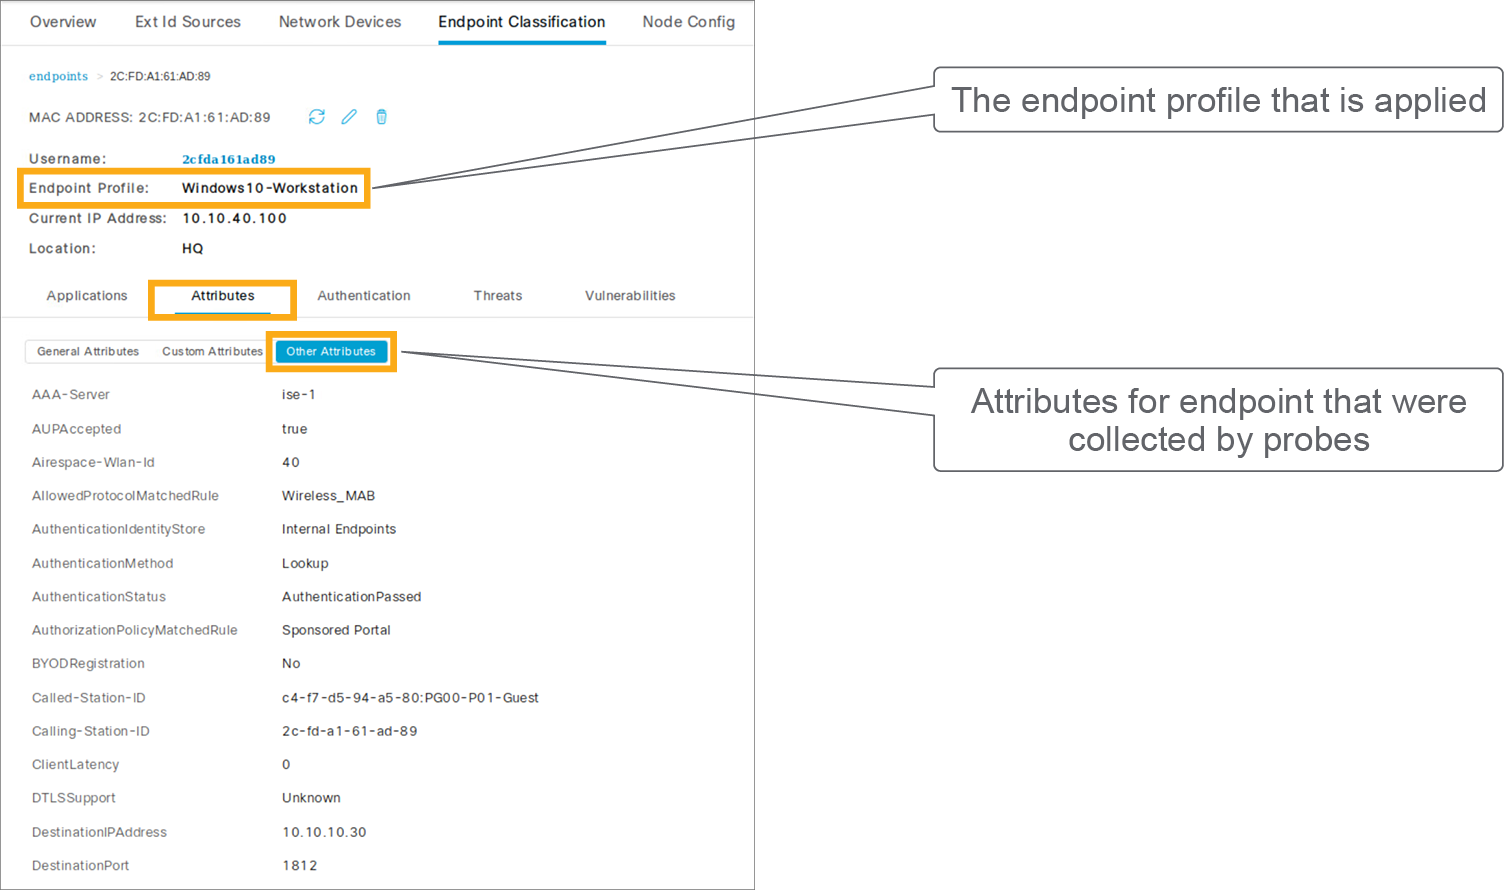 Overview Ext Id Sources Network Devices Endpoint Classification Node Config
endpoints > 2C:FD:A1:61:AD:89
MAC ADDRESS: 2C:FD:A1:61:AD:89
Username: 2cfda161ad89
Endpoint Profile: Windows10-Workstation
Current IP Address: 10.10.40.100
Location: HQ
The endpoint profile that is applied
Applications Attributes Authentication Threats Vulnerabilities
General Attributes Custom Attributes Other Attributes
Attributes for endpoint that were
collected by probes
AAA-Server ise-1
AUPAccepted true
Airespace-Wlan-Id 40
AllowedProtocolMatchedRule Wireless_MAB
AuthenticationIdentityStore Internal Endpoints
AuthenticationMethod Lookup
AuthenticationStatus AuthenticationPassed
AuthorizationPolicyMatchedRule Sponsored Portal
BYODRegistration No
Called-Station-ID c4-f7-d5-94-a5-80:PG00-P01-Guest
Calling-Station-ID 2c-fd-a1-61-ad-89
ClientLatency 0
DTLSSupport Unknown
DestinationIPAddress 10.10.10.30
DestinationPort 1812